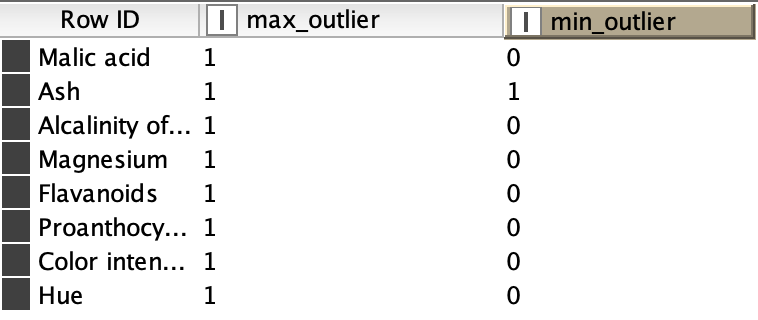 Row ID I max_outlier I min_outlier
Malic acid 1 0
Ash 1 1
Alcalinity of... 1 0
Magnesium 1 0
Flavanoids 1 0
Proanthocy... 1 0
Color inten... 1 0
Hue 1 0